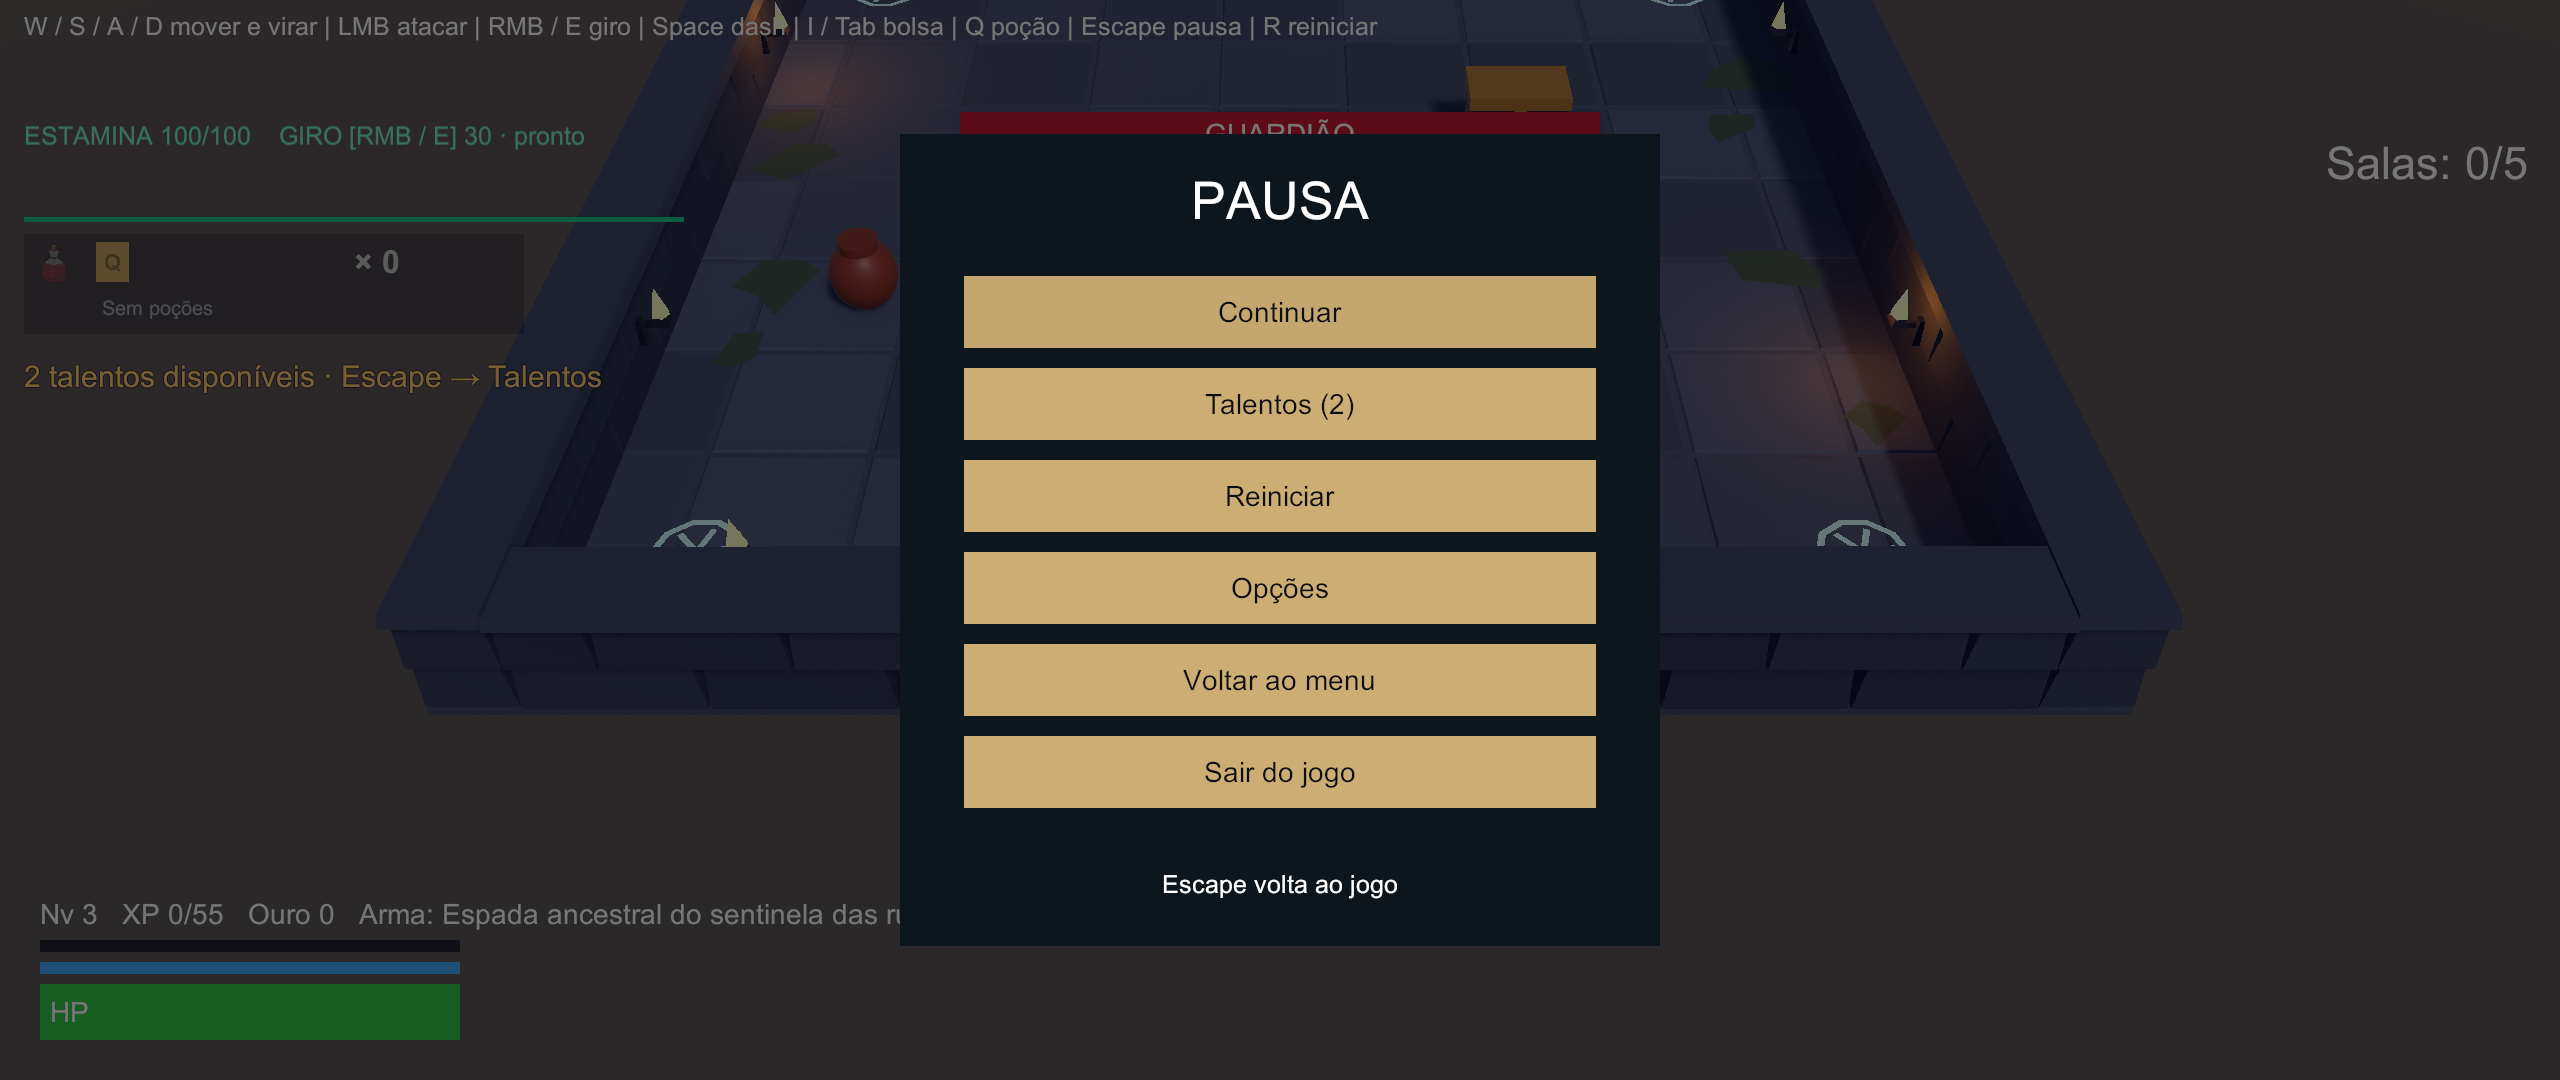 W / S / A / D mover e virar | LMB atacar | RMB / E giro | Space dash | I / Tab bolsa | Q poção | Escape pausa | R reiniciar
GUARDIÃO
ESTAMINA 100/100 GIRO [RMB / E] 30 · pronto
Salas: 0/5
PAUSA
Q × 0
Sem poções
Continuar
2 talentos disponíveis · Escape → Talentos
Talentos (2)
Reiniciar
Opções
Voltar ao menu
Sair do jogo
Escape volta ao jogo
Nv 3 XP 0/55 Ouro 0 Arma: Espada ancestral do sentinela das
HP